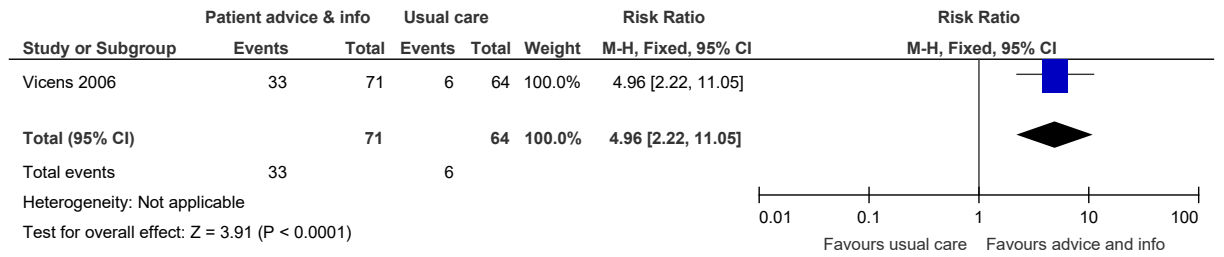 Patient advice & info Usual care Risk Ratio Risk Ratio
Study or Subgroup Events Total Events Total Weight M-H, Fixed, 95% CI M-H, Fixed, 95% CI
Vicens 2006 33 71 6 64 100.0% 4.96 [2.22, 11.05]
Total (95% CI) 71 64 100.0% 4.96 [2.22, 11.05]
Total events 33 6
Heterogeneity: Not applicable
Test for overall effect: Z = 3.91 (P < 0.0001)
0.01 0.1 1 10 100
Favours usual care Favours advice and info